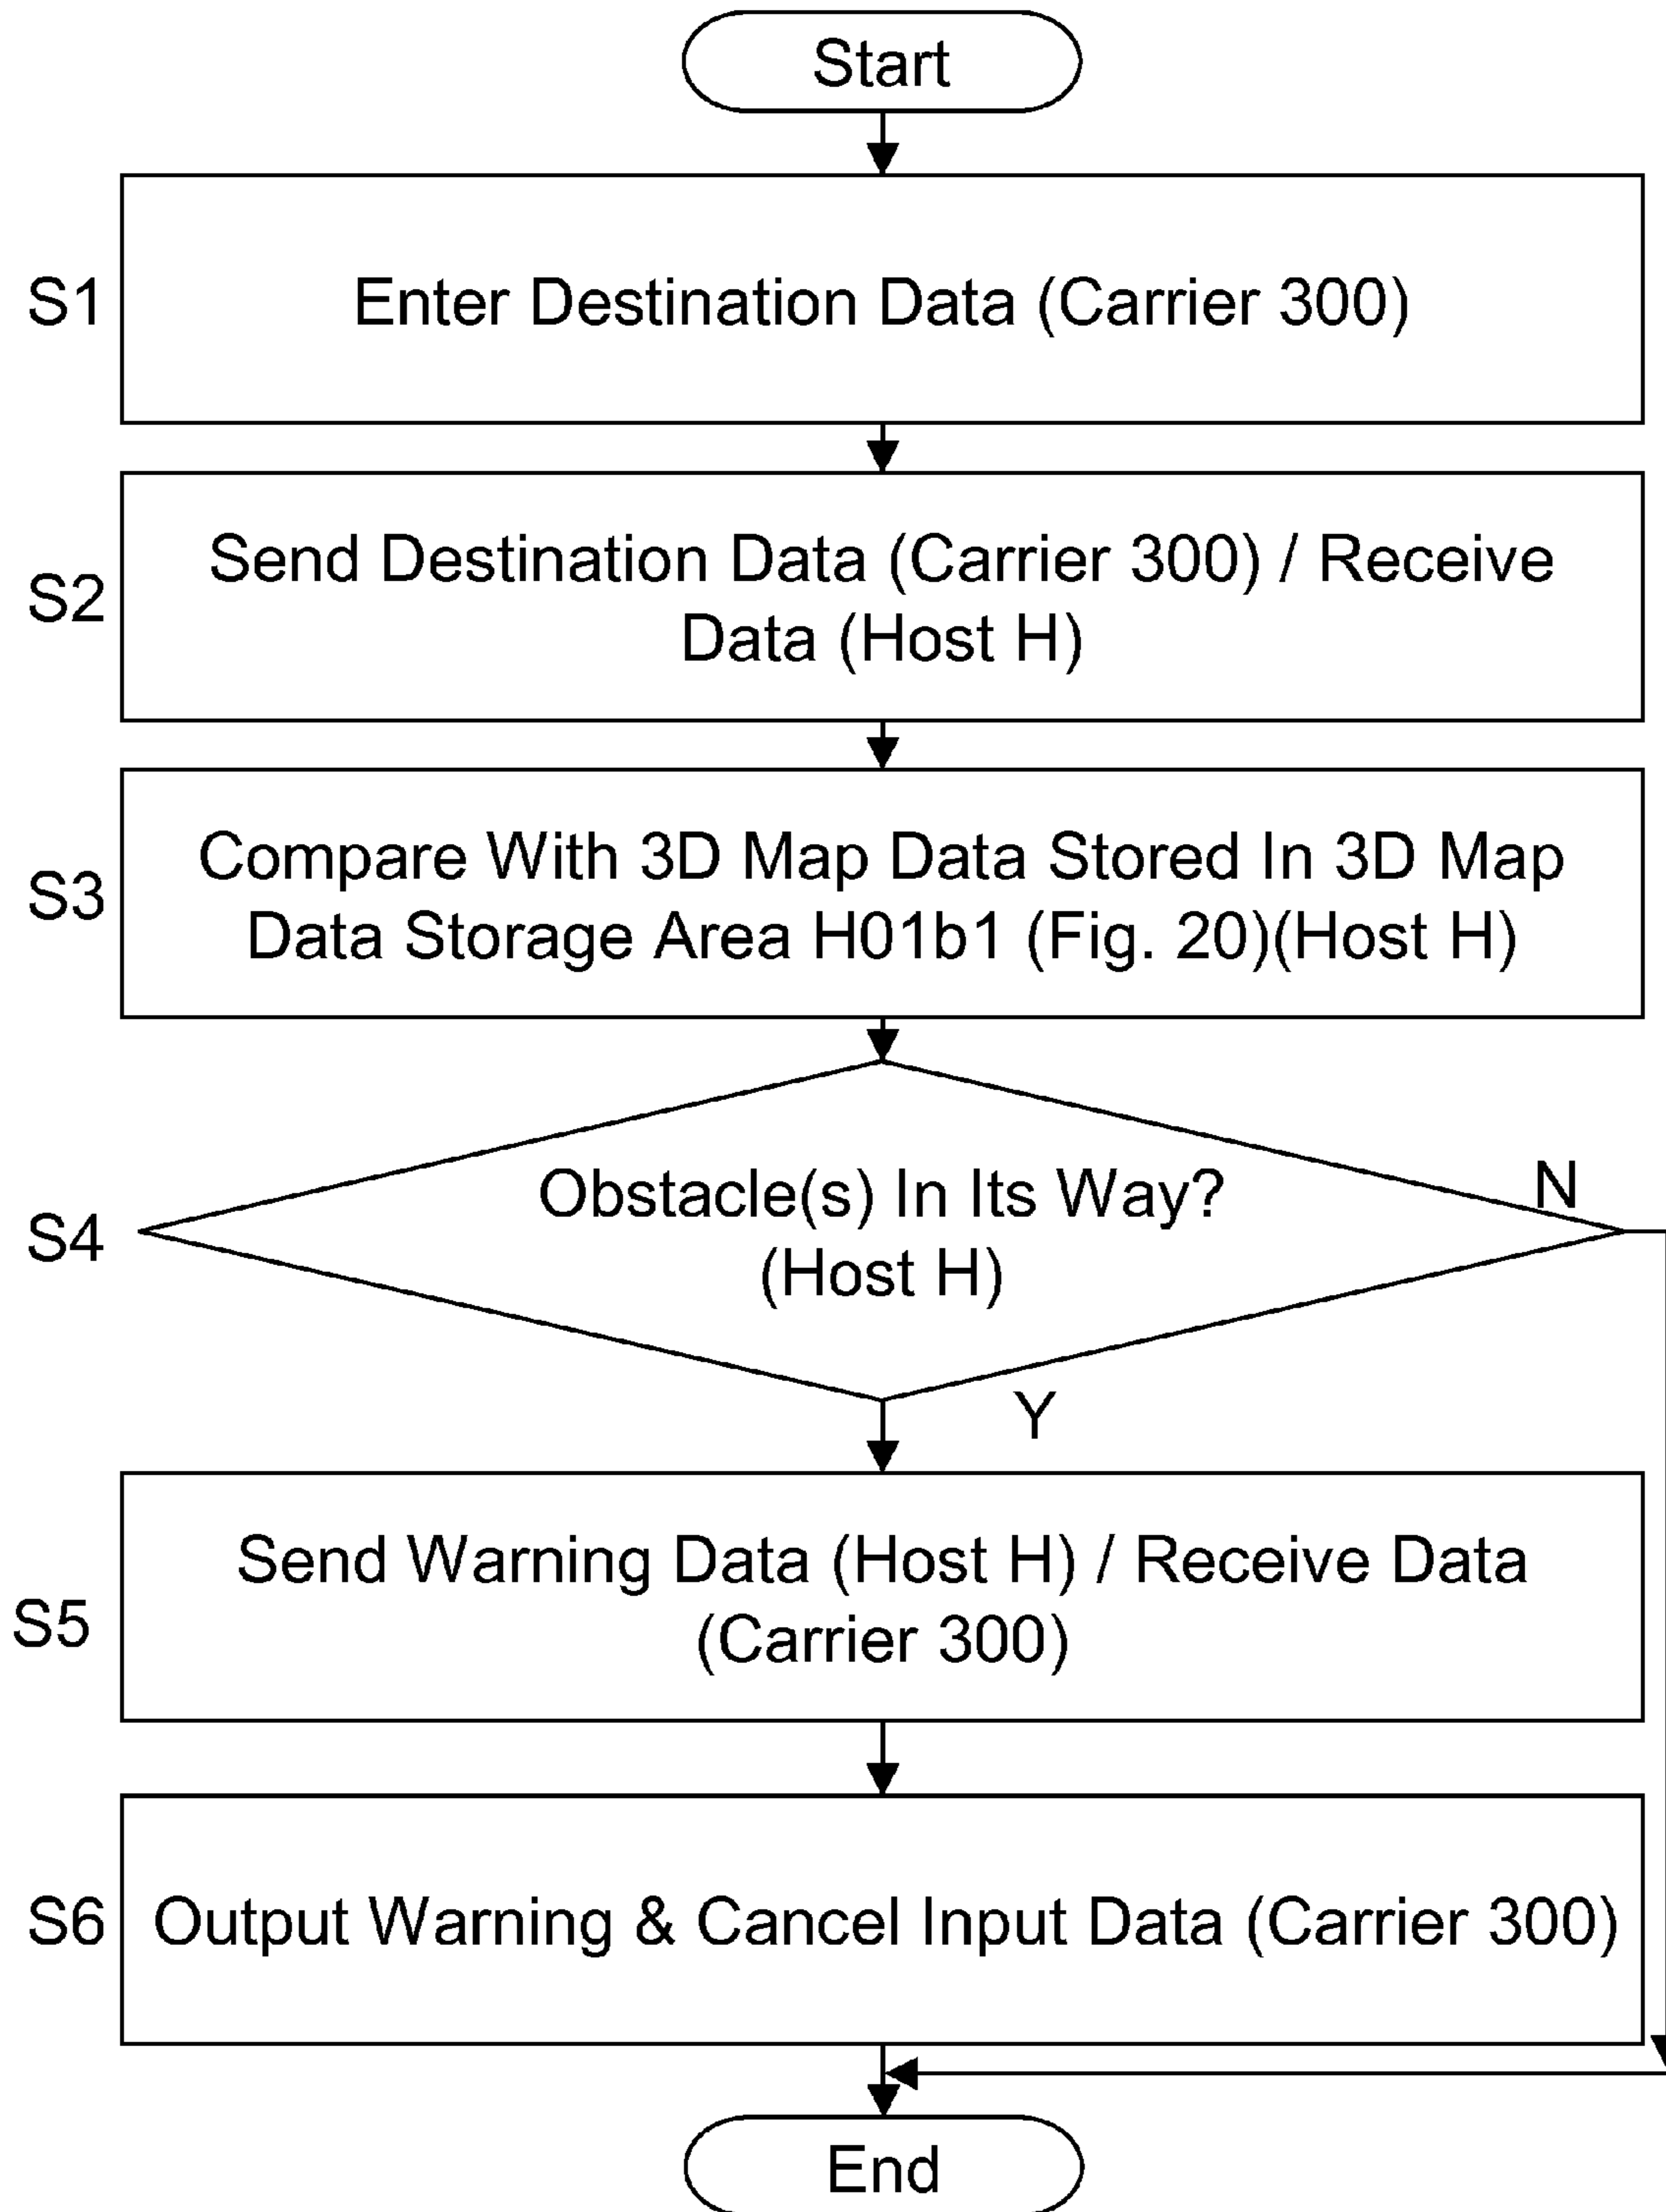 Start
S1
Enter Destination Data (Carrier 300)
S2
Send Destination Data (Carrier 300) / Receive
Data (Host H)
S3
Compare With 3D Map Data Stored In 3D Map
Data Storage Area H01b1 (Fig. 20)(Host H)
S4
Obstacle(s) In Its Way?
(Host H)
N
Y
S5
Send Warning Data (Host H) / Receive Data
(Carrier 300)
S6
Output Warning & Cancel Input Data (Carrier 300)
End